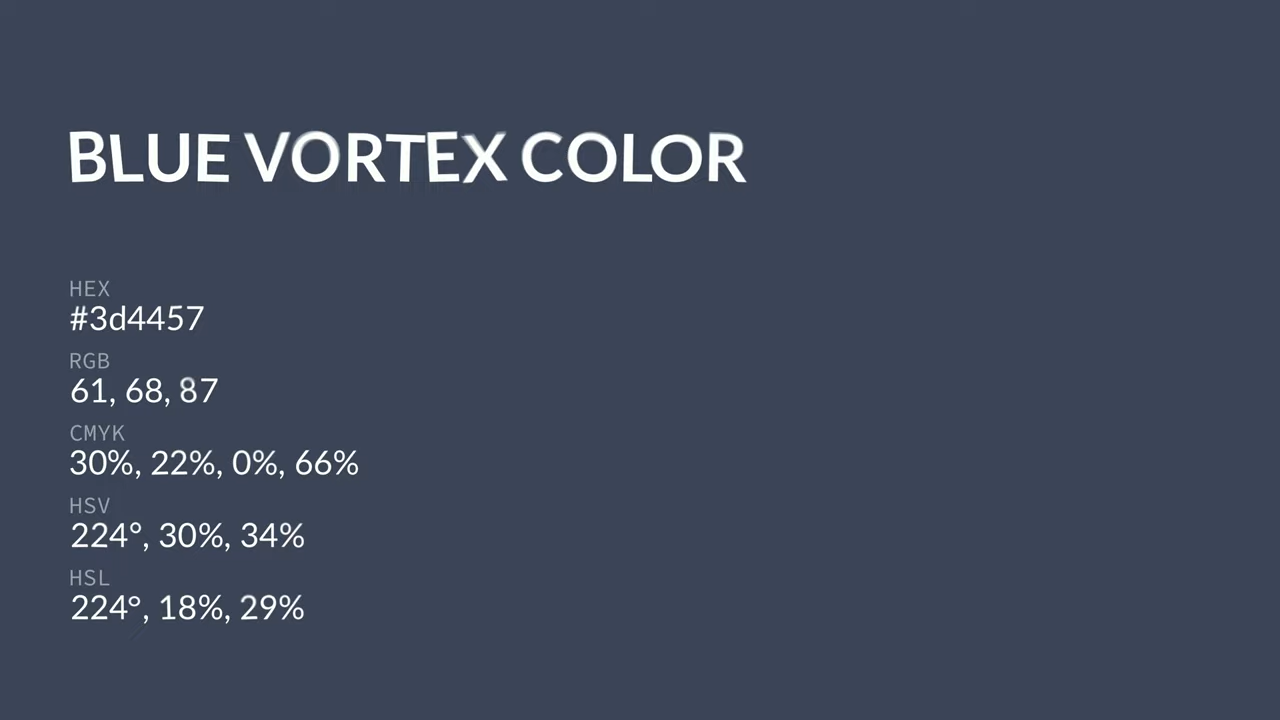 BLUE VORTEX COLOR
HEX
#3d4457
RGB
61, 68, 87
CMYK
30%, 22%, 0%, 66%
HSV
224°, 30%, 34%
HSL
224°, 18%, 29%